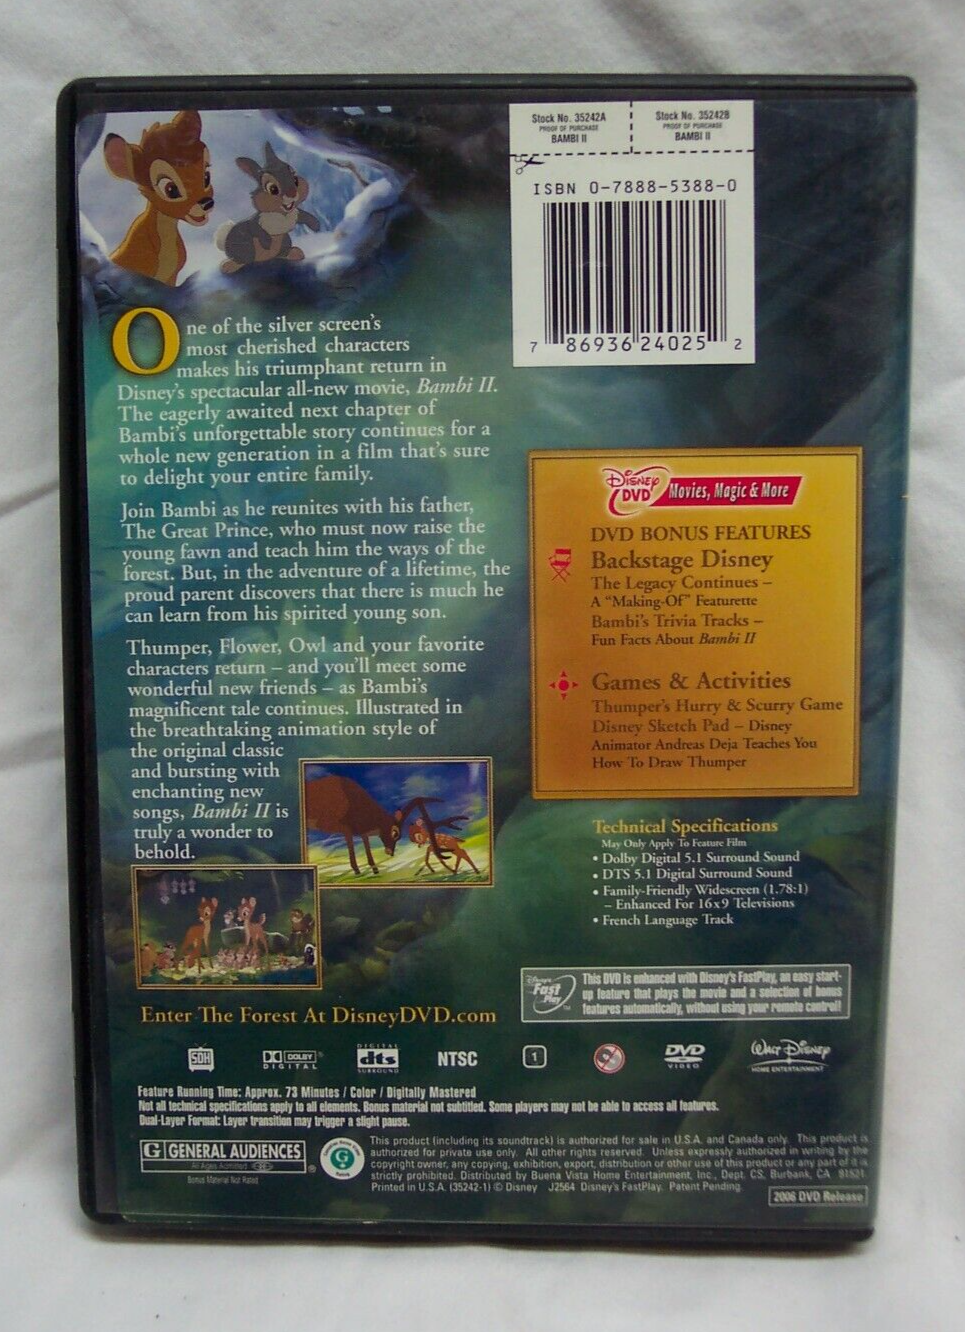 Stock No. 35242A
PROOF OF PURCHASE
BAMBI II
Stock No. 35242B
PROOF OF PURCHASE
BAMBI II
ISBN 0-7888-5388-0
7 86936 24025 2
One of the silver screen's
most cherished characters
makes his triumphant return in
Disney's spectacular all-new movie, Bambi II.
The eagerly awaited next chapter of
Bambi's unforgettable story continues for a
whole new generation in a film that's sure
to delight your entire family.
Join Bambi as he reunites with his father,
The Great Prince, who must now raise the
young fawn and teach him the ways of the
forest. But, in the adventure of a lifetime, the
proud parent discovers that there is much he
can learn from his spirited young son.
Thumper, Flower, Owl and your favorite
characters return – and you'll meet some
wonderful new friends – as Bambi's
magnificent tale continues. Illustrated in
the breathtaking animation style of
the original classic
and bursting with
enchanting new
songs, Bambi II is
truly a wonder to
behold.
Enter The Forest At DisneyDVD.com
Disney DVD Movies, Magic & More
DVD BONUS FEATURES
Backstage Disney
The Legacy Continues –
A "Making-Of" Featurette
Bambi's Trivia Tracks –
Fun Facts About Bambi II
Games & Activities
Thumper's Hurry & Scurry Game
Disney Sketch Pad – Disney
Animator Andreas Deja Teaches You
How To Draw Thumper
Technical Specifications
May Only Apply To Feature Film
• Dolby Digital 5.1 Surround Sound
• DTS 5.1 Digital Surround Sound
• Family-Friendly Widescreen (1.78:1)
– Enhanced For 16x9 Televisions
• French Language Track
Disney's Fast Play TM
This DVD is enhanced with Disney's FastPlay, an easy start-
up feature that plays the movie and a selection of bonus
features automatically, without using your remote control!
SDH
DOLBY DIGITAL
DIGITAL dts SURROUND
NTSC
1
DVD VIDEO
Walt Disney HOME ENTERTAINMENT
Feature Running Time: Approx. 73 Minutes / Color / Digitally Mastered
Not all technical specifications apply to all elements. Bonus material not subtitled. Some players may not be able to access all features.
Dual-Layer Format: Layer transition may trigger a slight pause.
G GENERAL AUDIENCES ®
All Ages Admitted
Bonus Material Not Rated
G
This product (including its soundtrack) is authorized for sale in U.S.A. and Canada only. This product is
authorized for private use only. All other rights reserved. Unless expressly authorized in writing by the
copyright owner, any copying, exhibition, export, distribution or other use of this product or any part of it is
strictly prohibited. Distributed by Buena Vista Home Entertainment, Inc., Dept. CS, Burbank, CA 91521.
Printed in U.S.A. (35242-1) © Disney J2564 Disney's FastPlay. Patent Pending.
2006 DVD Release